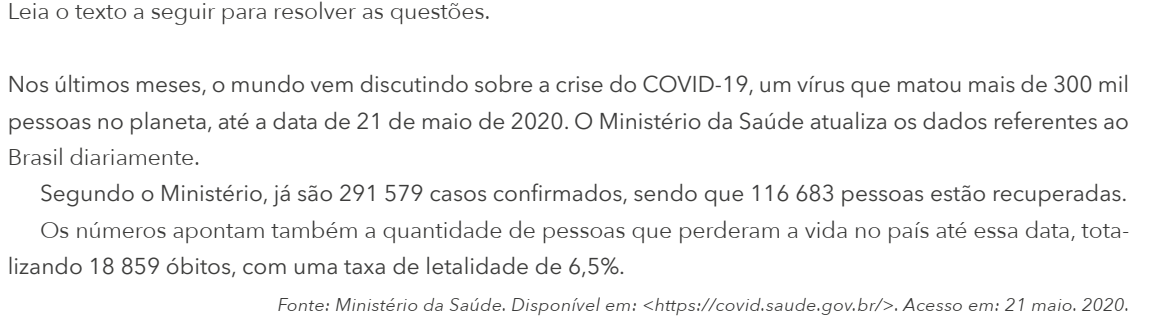 Leia o texto a seguir para resolver as questões.
Nos últimos meses, o mundo vem discutindo sobre a crise do COVID-19, um vírus que matou mais de 300 mil
pessoas no planeta, até a data de 21 de maio de 2020. O Ministério da Saúde atualiza os dados referentes ao
Brasil diariamente.
Segundo o Ministério, já são 291 579 casos confirmados, sendo que 116 683 pessoas estão recuperadas.
Os números apontam também a quantidade de pessoas que perderam a vida no país até essa data, tota-
lizando 18 859 óbitos, com uma taxa de letalidade de 6,5%.
Fonte: Ministério da Saúde. Disponível em: <https://covid.saude.gov.br/>. Acesso em: 21 maio. 2020.